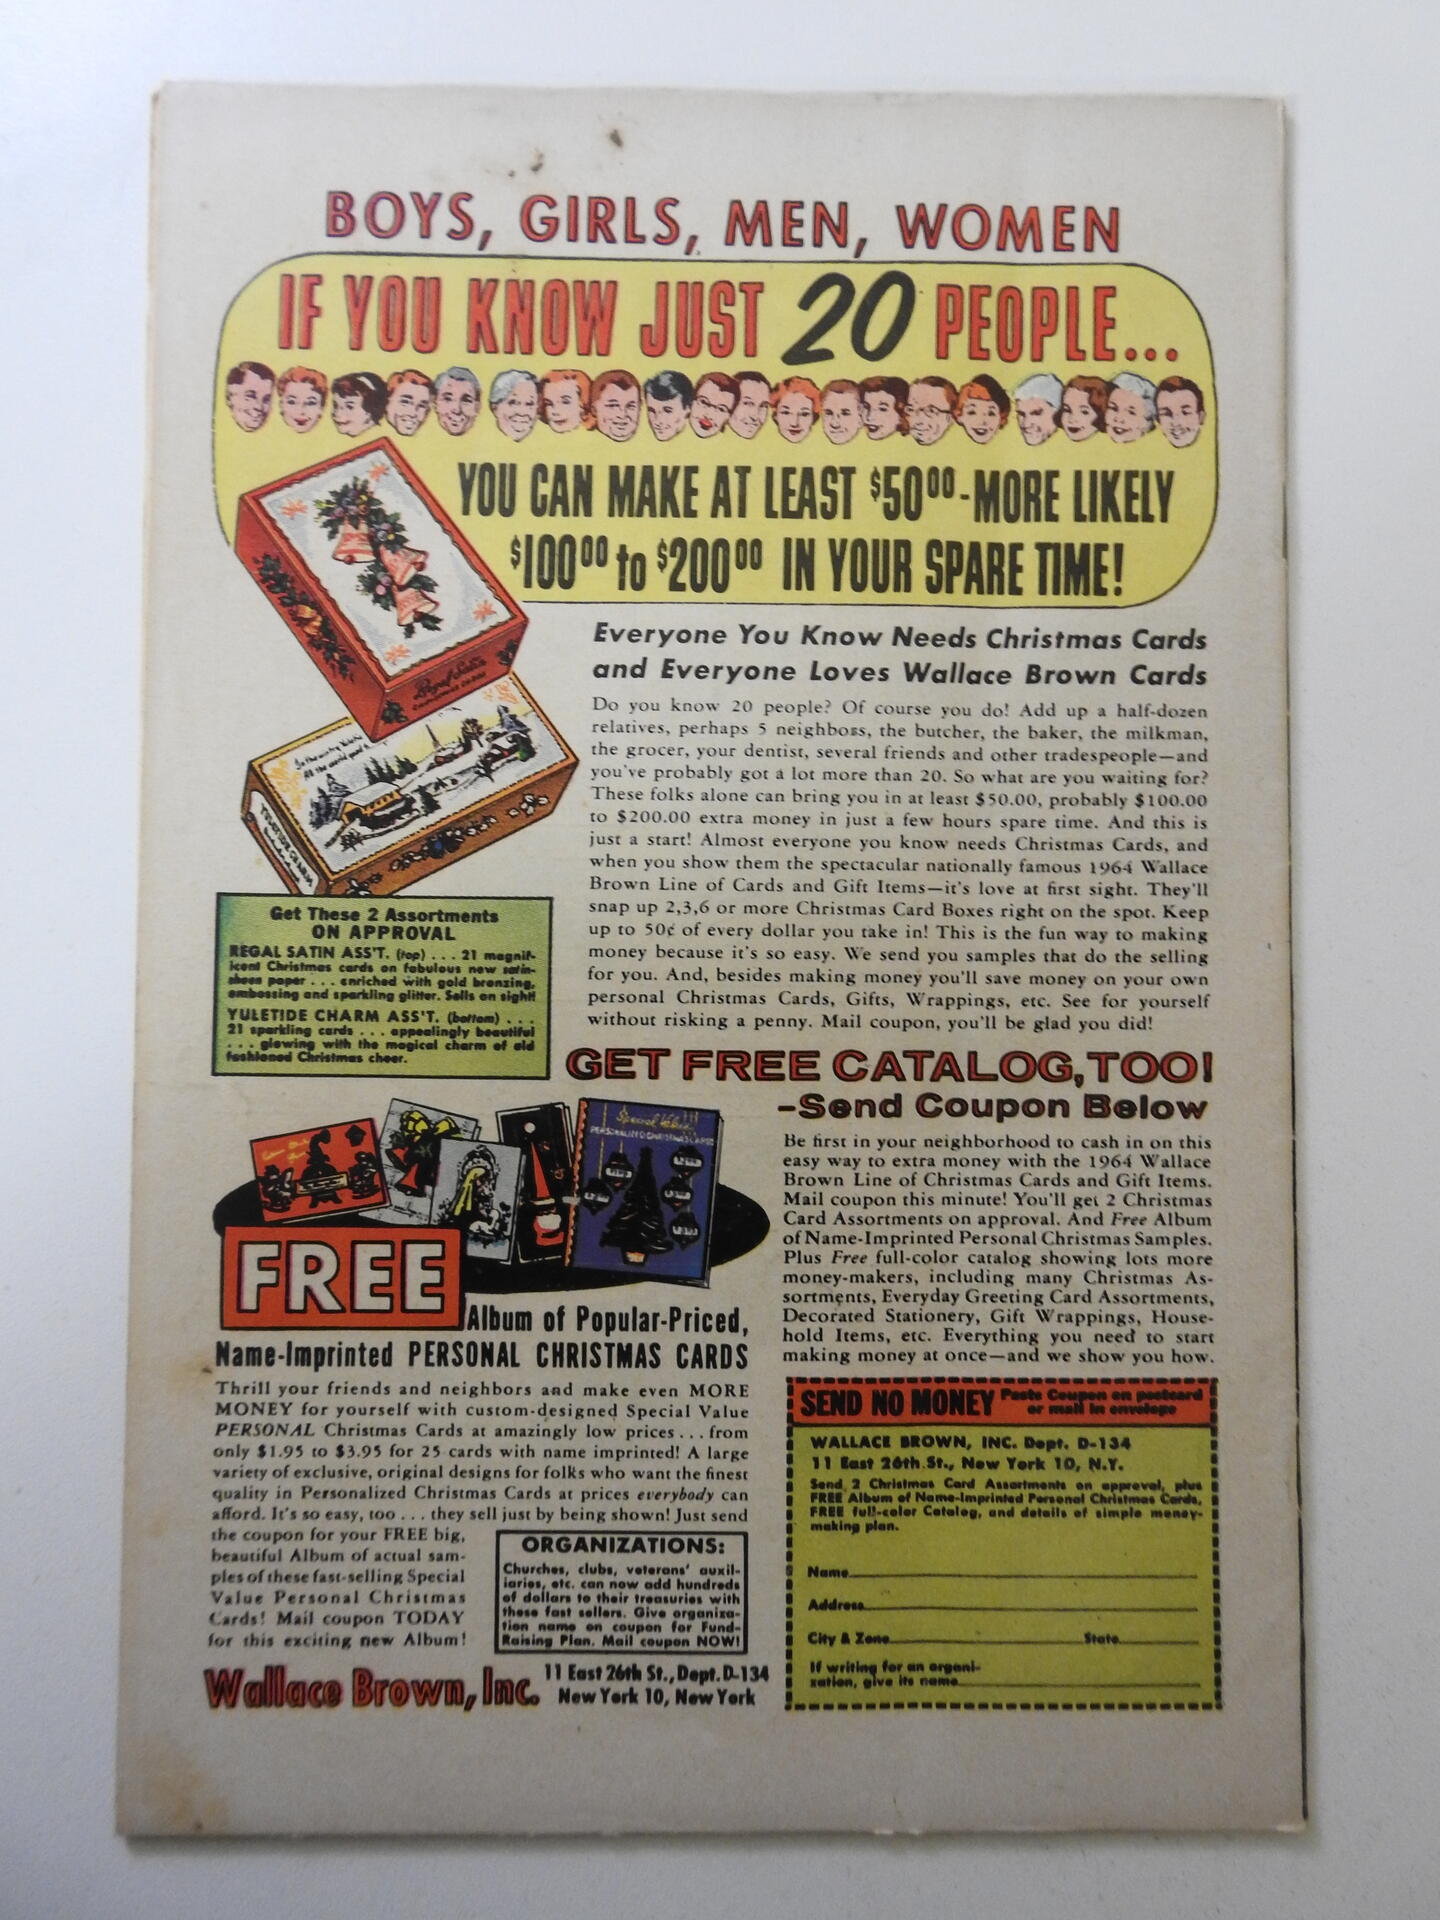 BOYS, GIRLS, MEN, WOMEN
IF YOU KNOW JUST 20 PEOPLE...
YOU CAN MAKE AT LEAST $50⁰⁰-MORE LIKELY
$100⁰⁰ to $200⁰⁰ IN YOUR SPARE TIME!
Regal Satin
CHRISTMAS CARDS
YULETIDE CHARM
Everyone You Know Needs Christmas Cards
and Everyone Loves Wallace Brown Cards
Do you know 20 people? Of course you do! Add up a half-dozen
relatives, perhaps 5 neighbors, the butcher, the baker, the milkman,
the grocer, your dentist, several friends and other tradespeople—and
you've probably got a lot more than 20. So what are you waiting for?
These folks alone can bring you in at least $50.00, probably $100.00
to $200.00 extra money in just a few hours spare time. And this is
just a start! Almost everyone you know needs Christmas Cards, and
when you show them the spectacular nationally famous 1964 Wallace
Brown Line of Cards and Gift Items—it's love at first sight. They'll
snap up 2,3,6 or more Christmas Card Boxes right on the spot. Keep
up to 50¢ of every dollar you take in! This is the fun way to making
money because it's so easy. We send you samples that do the selling
for you. And, besides making money you'll save money on your own
personal Christmas Cards, Gifts, Wrappings, etc. See for yourself
without risking a penny. Mail coupon, you'll be glad you did!
Get These 2 Assortments
ON APPROVAL
REGAL SATIN ASS'T. (top) . . . 21 magnif-
icent Christmas cards on fabulous new satin-
sheen paper . . . enriched with gold bronzing,
embossing and sparkling glitter. Sells on sight!
YULETIDE CHARM ASS'T. (bottom) . . .
21 sparkling cards . . . appealingly beautiful
. . . glowing with the magical charm of old
fashioned Christmas cheer.
GET FREE CATALOG, TOO!
-Send Coupon Below
Be first in your neighborhood to cash in on this
easy way to extra money with the 1964 Wallace
Brown Line of Christmas Cards and Gift Items.
Mail coupon this minute! You'll get 2 Christmas
Card Assortments on approval. And Free Album
of Name-Imprinted Personal Christmas Samples.
Plus Free full-color catalog showing lots more
money-makers, including many Christmas As-
sortments, Everyday Greeting Card Assortments,
Decorated Stationery, Gift Wrappings, House-
hold Items, etc. Everything you need to start
making money at once—and we show you how.
Special Value
PERSONALIZED CHRISTMAS CARDS
FREE
Album of Popular-Priced,
Name-Imprinted PERSONAL CHRISTMAS CARDS
Thrill your friends and neighbors and make even MORE
MONEY for yourself with custom-designed Special Value
PERSONAL Christmas Cards at amazingly low prices . . . from
only $1.95 to $3.95 for 25 cards with name imprinted! A large
variety of exclusive, original designs for folks who want the finest
quality in Personalized Christmas Cards at prices everybody can
afford. It's so easy, too . . . they sell just by being shown! Just send
the coupon for your FREE big,
beautiful Album of actual sam-
ples of these fast-selling Special
Value Personal Christmas
Cards! Mail coupon TODAY
for this exciting new Album!
ORGANIZATIONS:
Churches, clubs, veterans' auxil-
iaries, etc. can now add hundreds
of dollars to their treasuries with
these fast sellers. Give organiza-
tion name on coupon for Fund-
Raising Plan. Mail coupon NOW!
Wallace Brown, Inc.
11 East 26th St., Dept. D-134
New York 10, New York
SEND NO MONEY Paste Coupon on postcard
or mail in envelope
WALLACE BROWN, INC. Dept. D-134
11 East 26th St., New York 10, N.Y.
Send 2 Christmas Card Assortments on approval, plus
FREE Album of Name-Imprinted Personal Christmas Cards,
FREE full-color Catalog, and details of simple money-
making plan.
Name
Address
City & Zone State
If writing for an organi-
zation, give its name